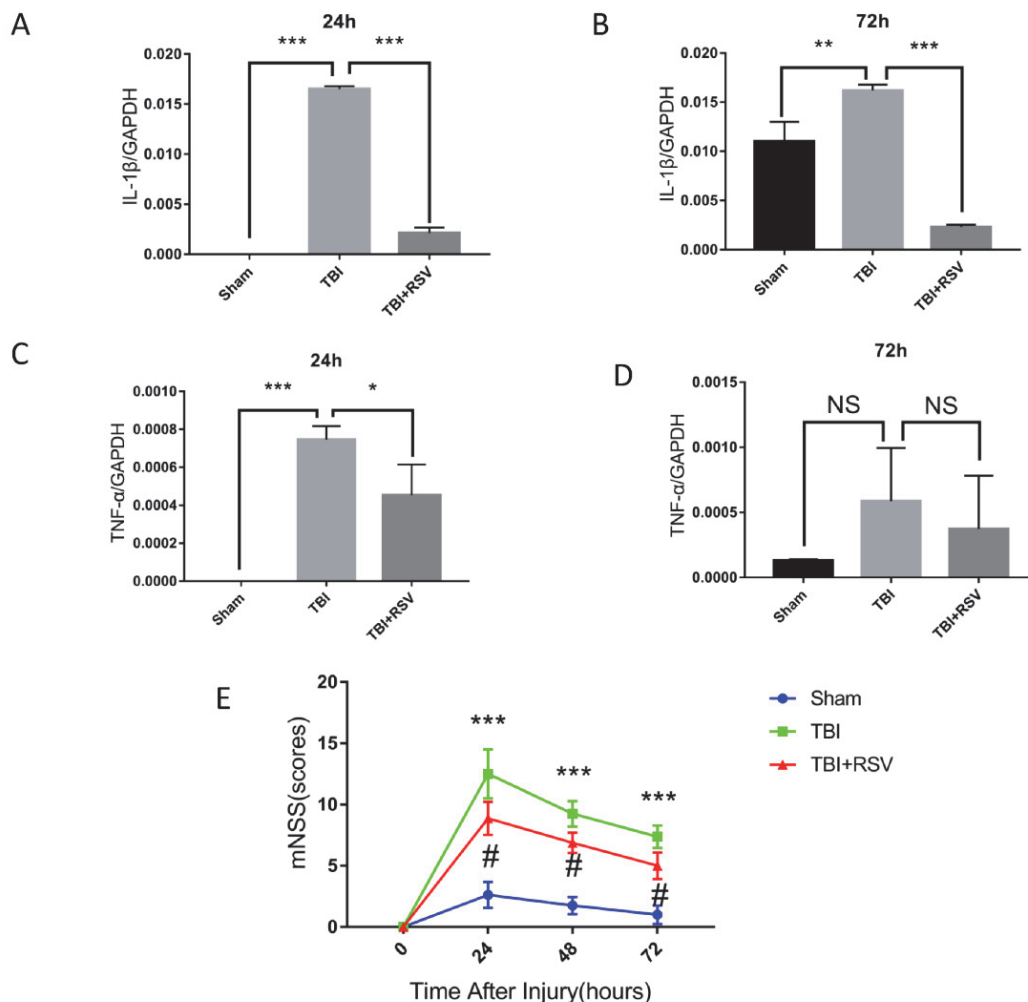 A
24h
*** ***
0.020
0.015
0.010
0.005
0.000
IL-1β/GAPDH
Sham
TBI
TBI+RSV
B
72h
** ***
0.020
0.015
0.010
0.005
0.000
IL-1β/GAPDH
Sham
TBI
TBI+RSV
C
24h
*** *
0.0010
0.0008
0.0006
0.0004
0.0002
0.0000
TNF-α/GAPDH
Sham
TBI
TBI+RSV
D
72h
NS NS
0.0015
0.0010
0.0005
0.0000
TNF-α/GAPDH
Sham
TBI
TBI+RSV
E
20
15
10
5
0
mNSS(scores)
*** *** ***
# # #
0 24 48 72
Time After Injury(hours)
Sham
TBI
TBI+RSV